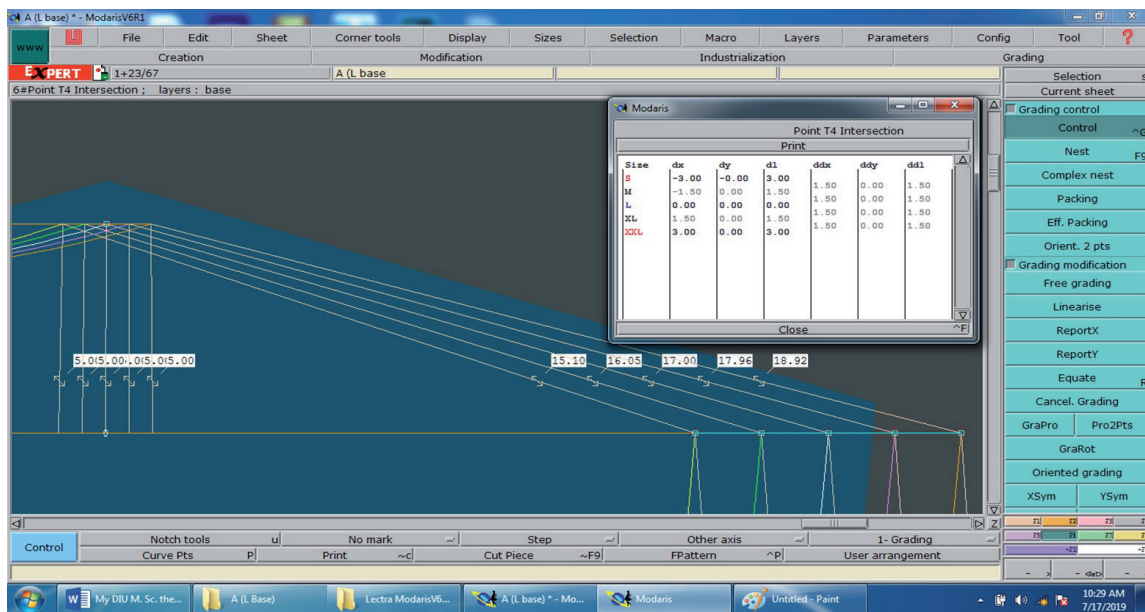 A (L base) * - ModarisV6R1
www File Edit Sheet Corner tools Display Sizes Selection Macro Layers Parameters Config Tool ?
Creation Modification Industrialization Grading
EXPERT 1+23/67 A (L base
Selection s
6#Point T4 Intersection ; layers : base
Current sheet
Grading control
Control ^G
Nest F9
Complex nest
Packing
Eff. Packing
Orient. 2 pts
Grading modification
Free grading
Linearise
ReportX
ReportY
Equate R
Cancel. Grading
GraPro Pro2Pts
GraRot
Oriented grading
XSym YSym
Modaris
Point T4 Intersection
Print
Size dx dy dl ddx ddy ddl
S -3.00 -0.00 3.00
1.50 0.00 1.50
M -1.50 0.00 1.50
1.50 0.00 1.50
L 0.00 0.00 0.00
1.50 0.00 1.50
XL 1.50 0.00 1.50
1.50 0.00 1.50
XXL 3.00 0.00 3.00
Close ^F
5.00 15.10 16.05 17.00 17.96 18.92
Z
F1 F2 F3
F5 F6 F7
Control Notch tools u No mark Step Other axis 1- Grading
Curve Pts P Print ~c Cut Piece ~F9 FPattern ^P User arrangement
W My DIU M. Sc. the... A (L Base) Lectra ModarisV6... A (L base) * - Mo... Modaris Untitled - Paint
10:29 AM
7/17/2019